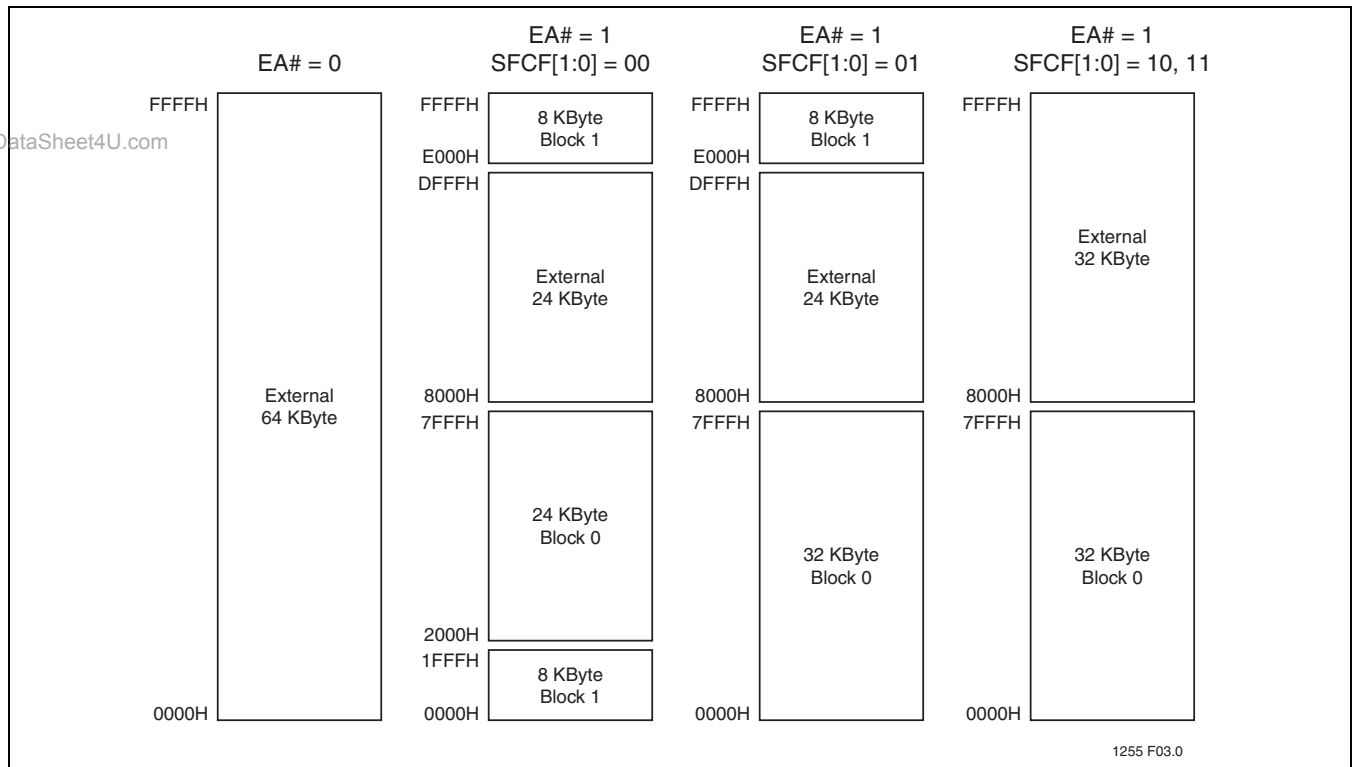 EA# = 0
FFFFH
External
64 KByte
0000H
EA# = 1
SFCF[1:0] = 00
FFFFH
8 KByte
Block 1
E000H
DFFFH
External
24 KByte
8000H
7FFFH
24 KByte
Block 0
2000H
1FFFH
8 KByte
Block 1
0000H
EA# = 1
SFCF[1:0] = 01
FFFFH
8 KByte
Block 1
E000H
DFFFH
External
24 KByte
8000H
7FFFH
32 KByte
Block 0
0000H
EA# = 1
SFCF[1:0] = 10, 11
FFFFH
External
32 KByte
8000H
7FFFH
32 KByte
Block 0
0000H
1255 F03.0
DataSheet4U.com